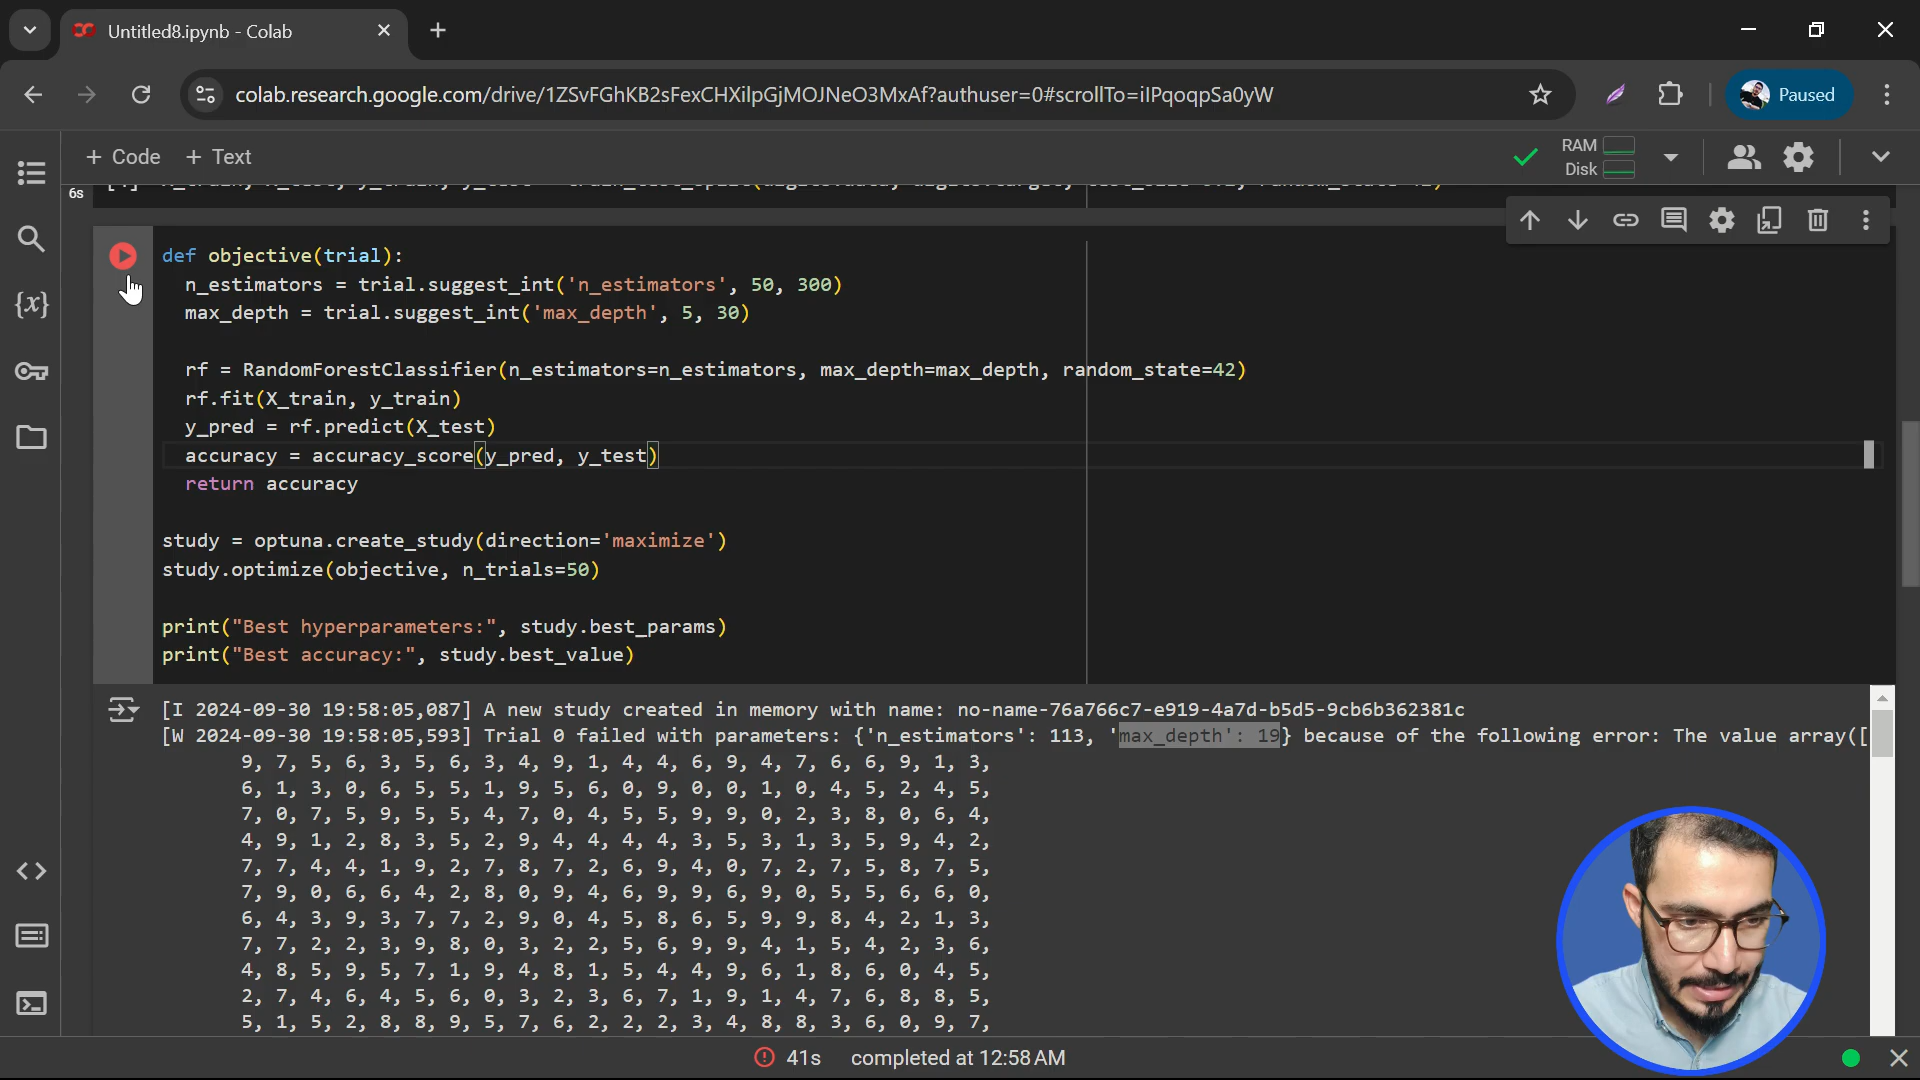 Untitled8.ipynb - Colab
colab.research.google.com/drive/1ZSvFGhKB2sFexCHXilpGjMOJNeO3MxAf?authuser=0#scrollTo=ilPqoqpSa0yW
Paused
+ Code + Text
RAM
Disk
6s
def objective(trial):
n_estimators = trial.suggest_int('n_estimators', 50, 300)
max_depth = trial.suggest_int('max_depth', 5, 30)
rf = RandomForestClassifier(n_estimators=n_estimators, max_depth=max_depth, random_state=42)
rf.fit(X_train, y_train)
y_pred = rf.predict(X_test)
accuracy = accuracy_score(y_pred, y_test)
return accuracy
study = optuna.create_study(direction='maximize')
study.optimize(objective, n_trials=50)
print("Best hyperparameters:", study.best_params)
print("Best accuracy:", study.best_value)
[I 2024-09-30 19:58:05,087] A new study created in memory with name: no-name-76a766c7-e919-4a7d-b5d5-9cb6b362381c
[W 2024-09-30 19:58:05,593] Trial 0 failed with parameters: {'n_estimators': 113, 'max_depth': 19} because of the following error: The value array([
9, 7, 5, 6, 3, 5, 6, 3, 4, 9, 1, 4, 4, 6, 9, 4, 7, 6, 6, 9, 1, 3,
6, 1, 3, 0, 6, 5, 5, 1, 9, 5, 6, 0, 9, 0, 0, 1, 0, 4, 5, 2, 4, 5,
7, 0, 7, 5, 9, 5, 5, 4, 7, 0, 4, 5, 5, 9, 9, 0, 2, 3, 8, 0, 6, 4,
4, 9, 1, 2, 8, 3, 5, 2, 9, 4, 4, 4, 4, 3, 5, 3, 1, 3, 5, 9, 4, 2,
7, 7, 4, 4, 1, 9, 2, 7, 8, 7, 2, 6, 9, 4, 0, 7, 2, 7, 5, 8, 7, 5,
7, 9, 0, 6, 6, 4, 2, 8, 0, 9, 4, 6, 9, 9, 6, 9, 0, 5, 5, 6, 6, 0,
6, 4, 3, 9, 3, 7, 7, 2, 9, 0, 4, 5, 8, 6, 5, 9, 9, 8, 4, 2, 1, 3,
7, 7, 2, 2, 3, 9, 8, 0, 3, 2, 2, 5, 6, 9, 9, 4, 1, 5, 4, 2, 3, 6,
4, 8, 5, 9, 5, 7, 1, 9, 4, 8, 1, 5, 4, 4, 9, 6, 1, 8, 6, 0, 4, 5,
2, 7, 4, 6, 4, 5, 6, 0, 3, 2, 3, 6, 7, 1, 9, 1, 4, 7, 6, 8, 8, 5,
5, 1, 5, 2, 8, 8, 9, 5, 7, 6, 2, 2, 2, 3, 4, 8, 8, 3, 6, 0, 9, 7,
41s completed at 12:58 AM